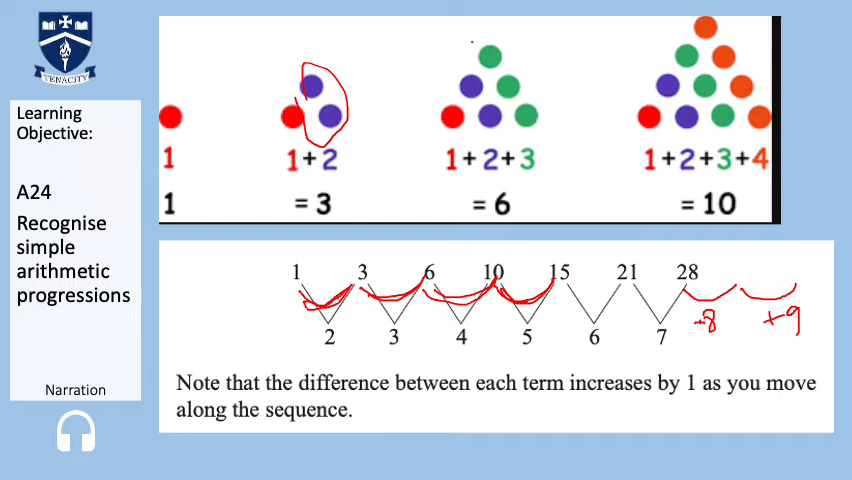 TENACITY
Learning
Objective:
A24
Recognise
simple
arithmetic
progressions
Narration
1 1+2 1+2+3 1+2+3+4
1 = 3 = 6 = 10
1 3 6 10 15 21 28
2 3 4 5 6 7 +8 +9
Note that the difference between each term increases by 1 as you move
along the sequence.